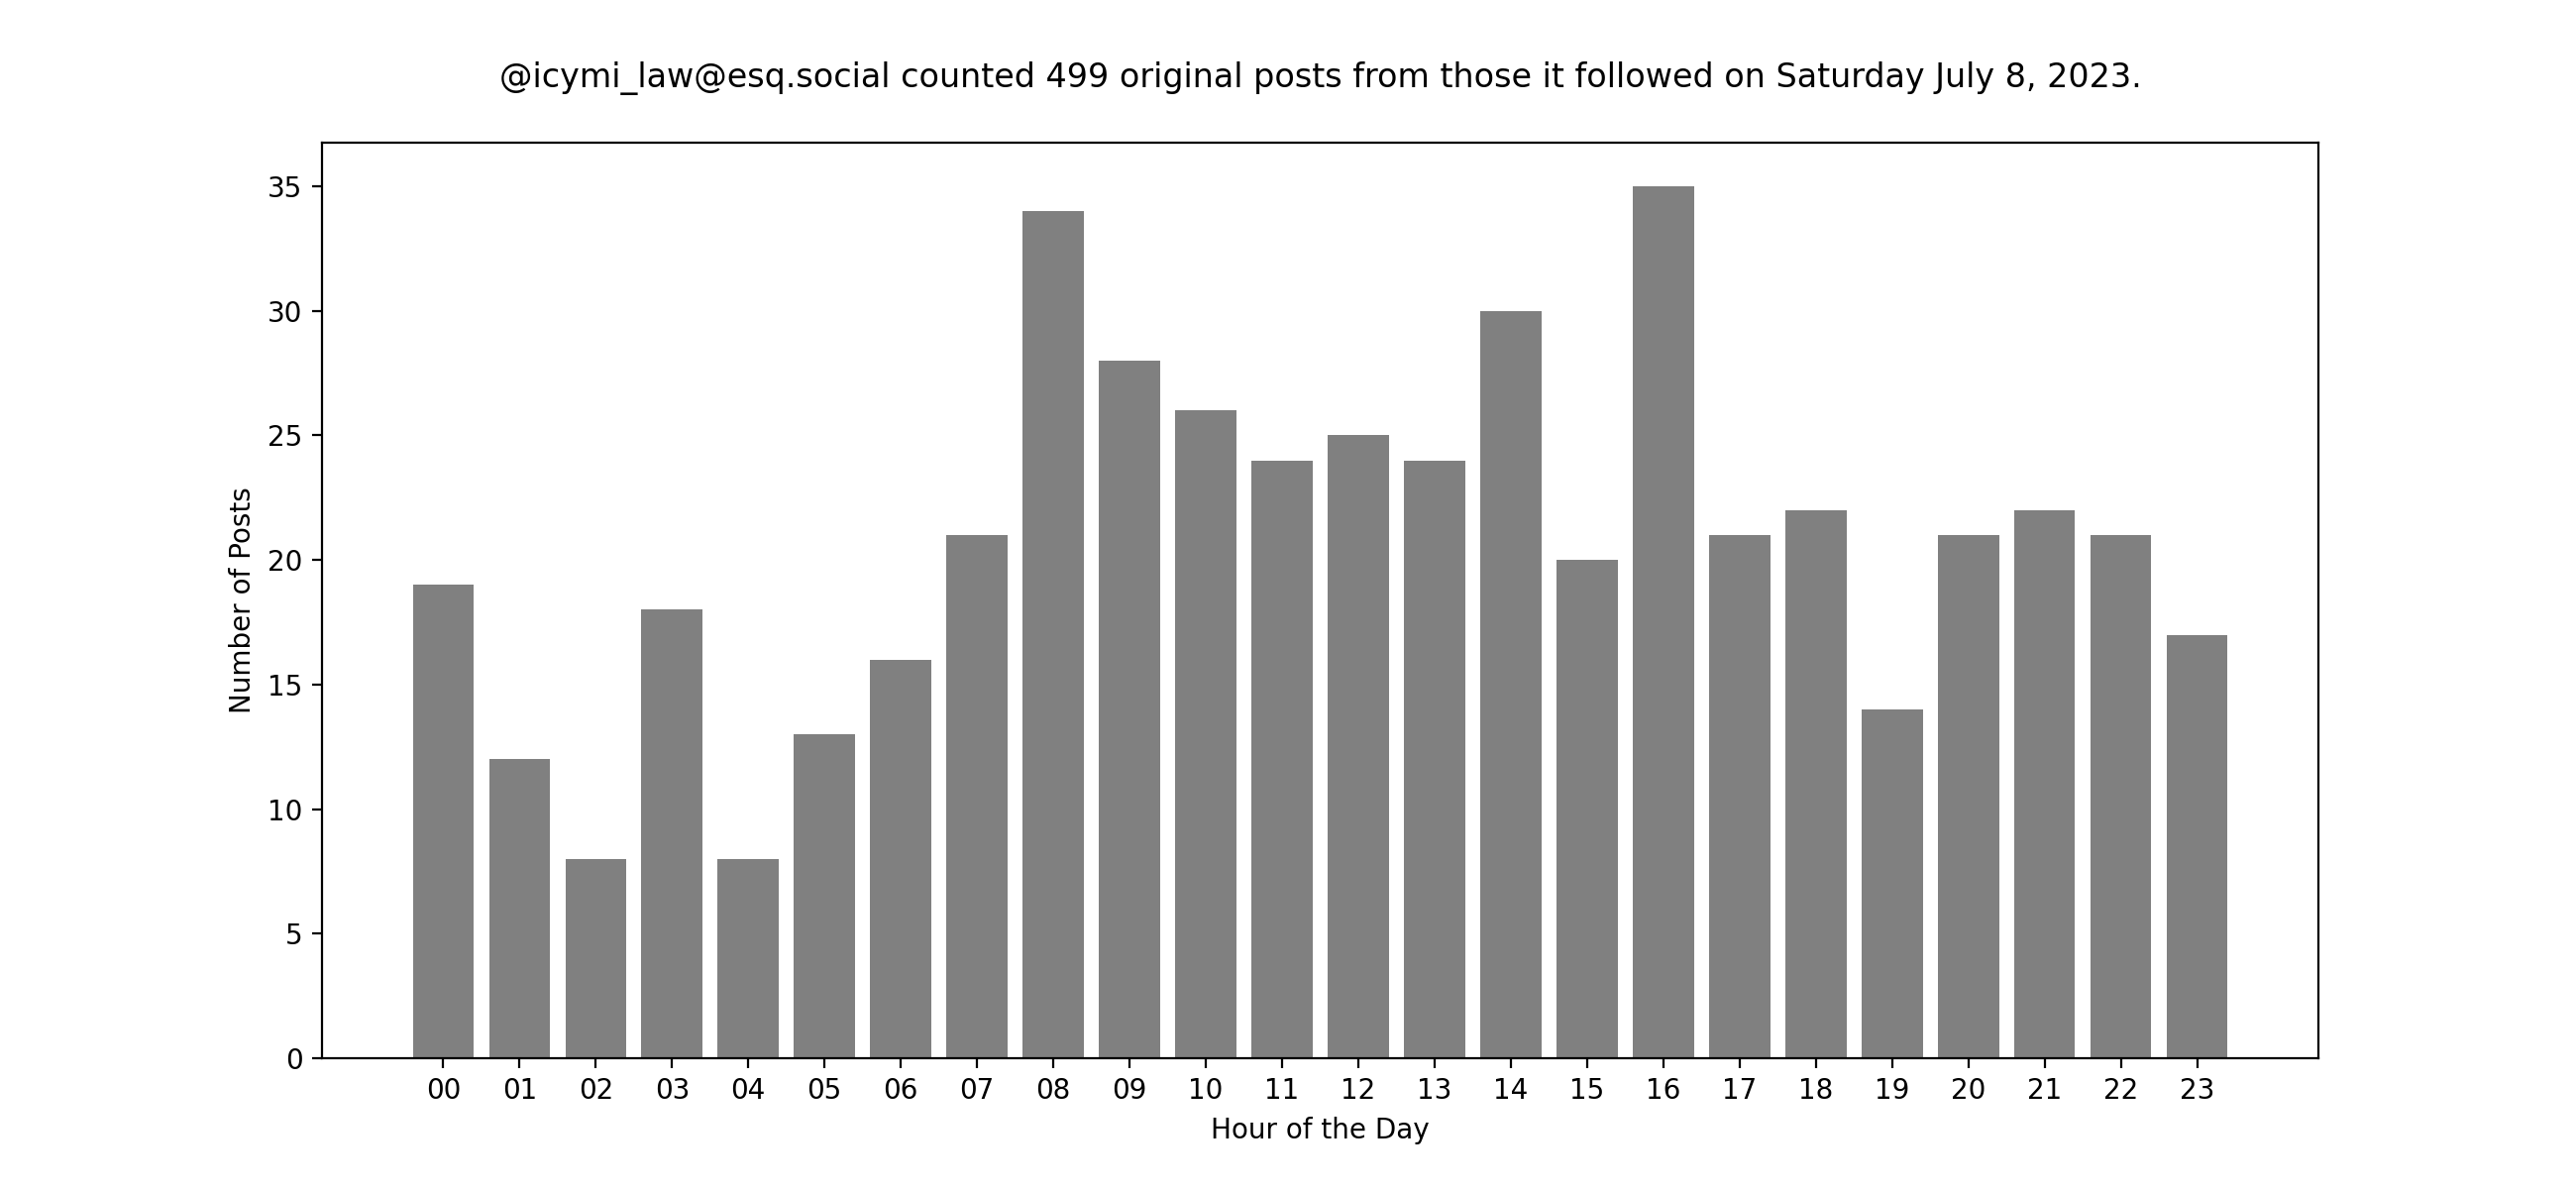 @icymi_law@esq.social counted 499 original posts from those it followed on Saturday July 8, 2023.
35
30
25
20
15
10
5
0
Number of Posts
00 01 02 03 04 05 06 07 08 09 10 11 12 13 14 15 16 17 18 19 20 21 22 23
Hour of the Day